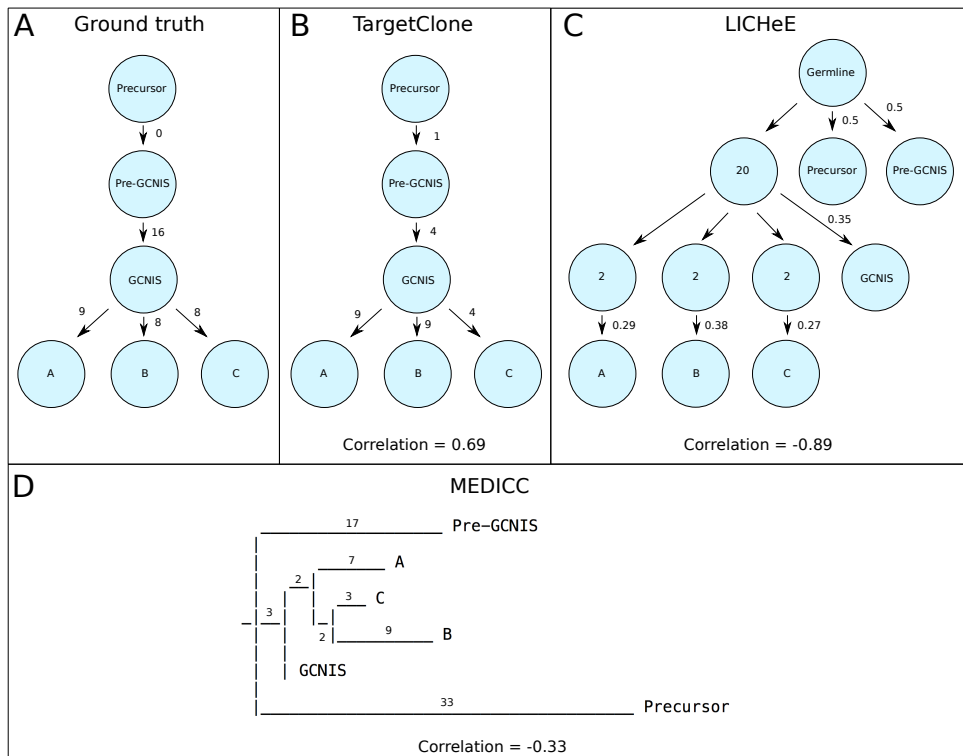 A Ground truth
Precursor
0
Pre-GCNIS
16
GCNIS
9 8 8
A B C
B TargetClone
Precursor
1
Pre-GCNIS
4
GCNIS
9 9 4
A B C
Correlation = 0.69
C LICHeE
Germline
0.5 0.5
20 Precursor Pre-GCNIS
0.35
2 2 2 GCNIS
0.29 0.38 0.27
A B C
Correlation = -0.89
D MEDICC
17 Pre-GCNIS
7 A
2
3 C
3
2 9 B
GCNIS
33 Precursor
Correlation = -0.33